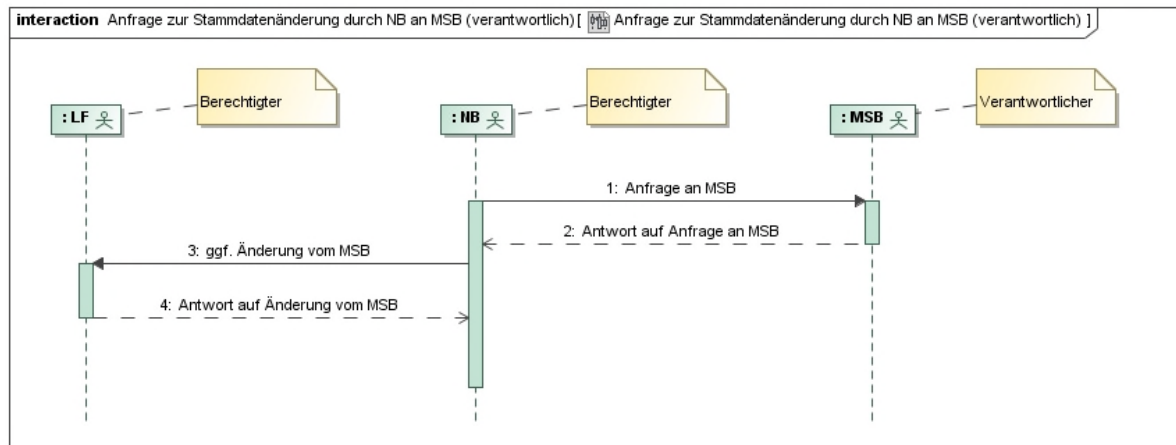 interaction Anfrage zur Stammdatenänderung durch NB an MSB (verantwortlich)[ Anfrage zur Stammdatenänderung durch NB an MSB (verantwortlich) ]
Berechtigter
Berechtigter
Verantwortlicher
: LF
: NB
: MSB
1: Anfrage an MSB
2: Antwort auf Anfrage an MSB
3: ggf. Änderung vom MSB
4: Antwort auf Änderung vom MSB